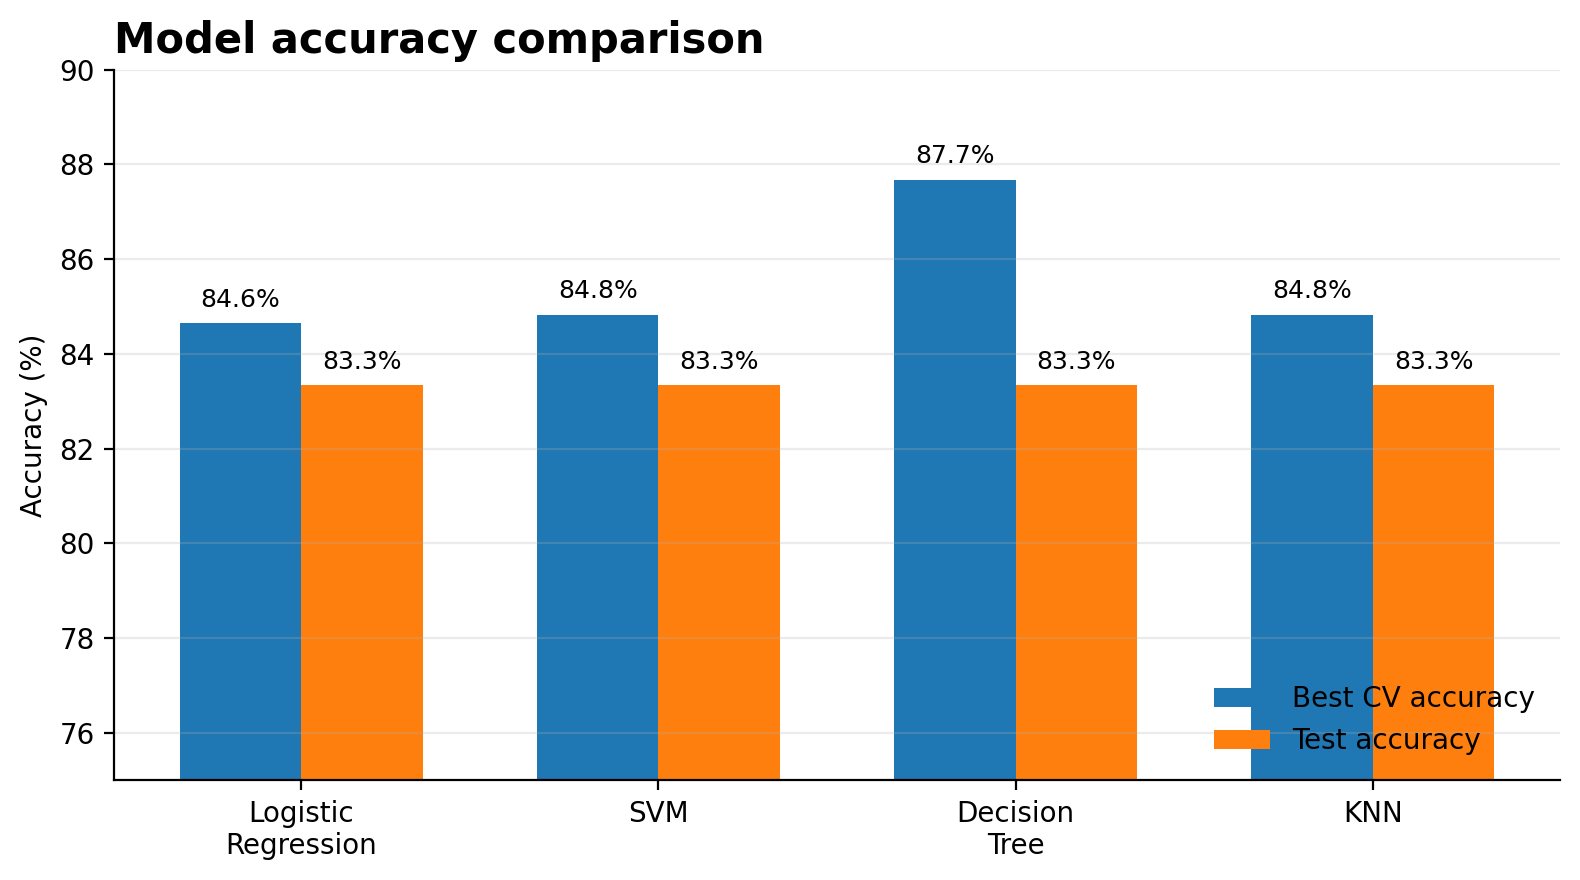 Model accuracy comparison
90
88
86
84
82
80
78
76
Accuracy (%)
84.6%
83.3%
84.8%
83.3%
87.7%
83.3%
84.8%
83.3%
Best CV accuracy
Test accuracy
Logistic
Regression
SVM
Decision
Tree
KNN